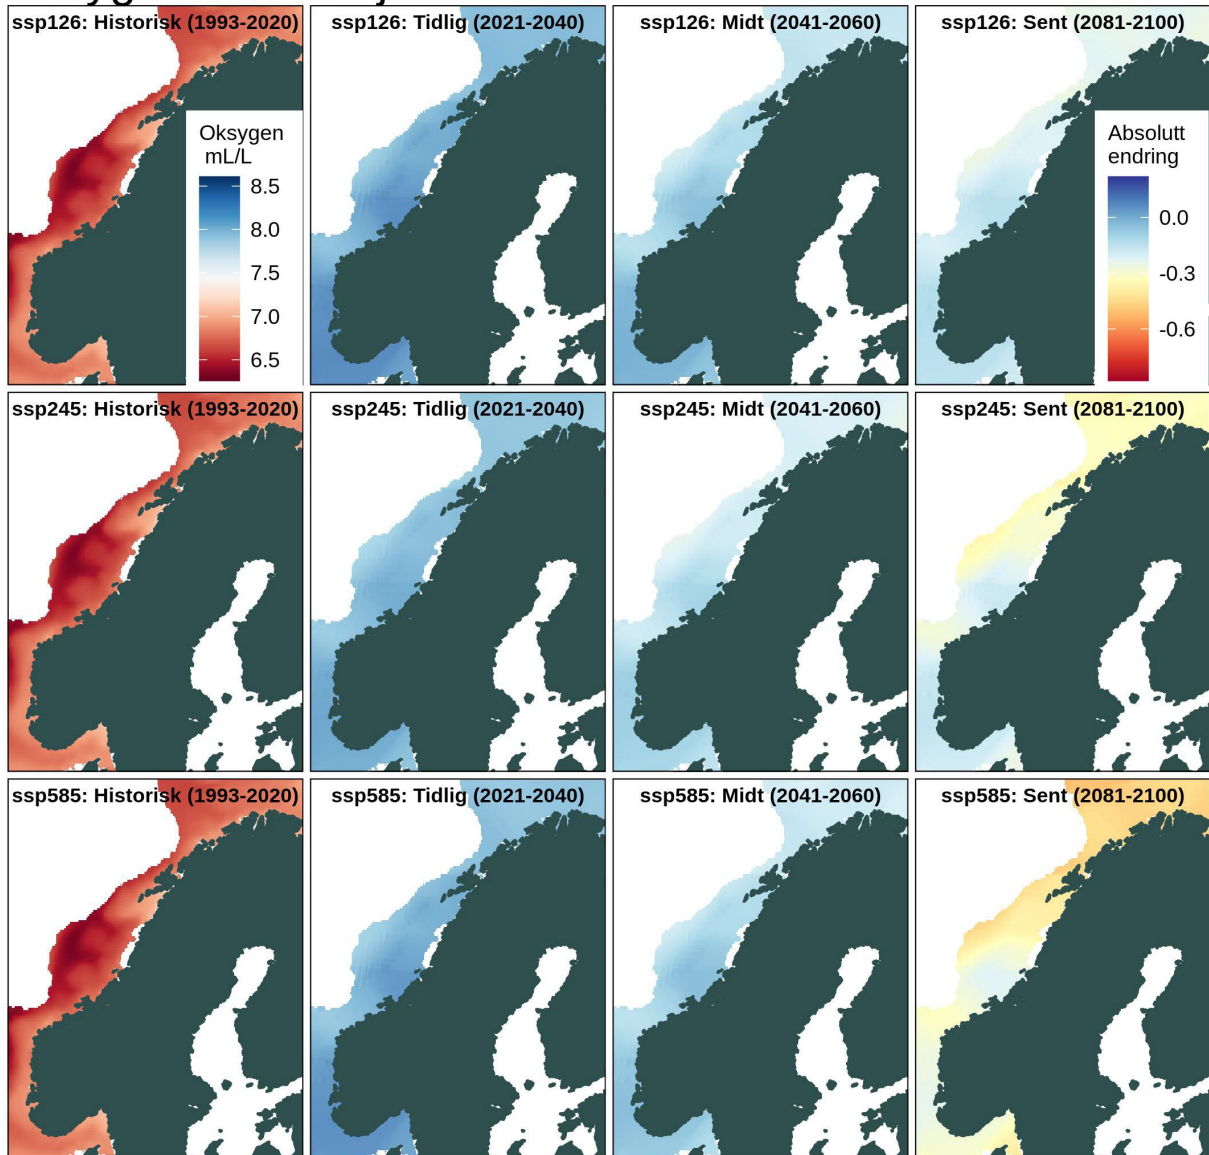 ssp126: Historisk (1993-2020)
ssp126: Tidlig (2021-2040)
ssp126: Midt (2041-2060)
ssp126: Sent (2081-2100)
Oksygen
mL/L
8.5
8.0
7.5
7.0
6.5
Absolutt
endring
0.0
-0.3
-0.6
ssp245: Historisk (1993-2020)
ssp245: Tidlig (2021-2040)
ssp245: Midt (2041-2060)
ssp245: Sent (2081-2100)
ssp585: Historisk (1993-2020)
ssp585: Tidlig (2021-2040)
ssp585: Midt (2041-2060)
ssp585: Sent (2081-2100)